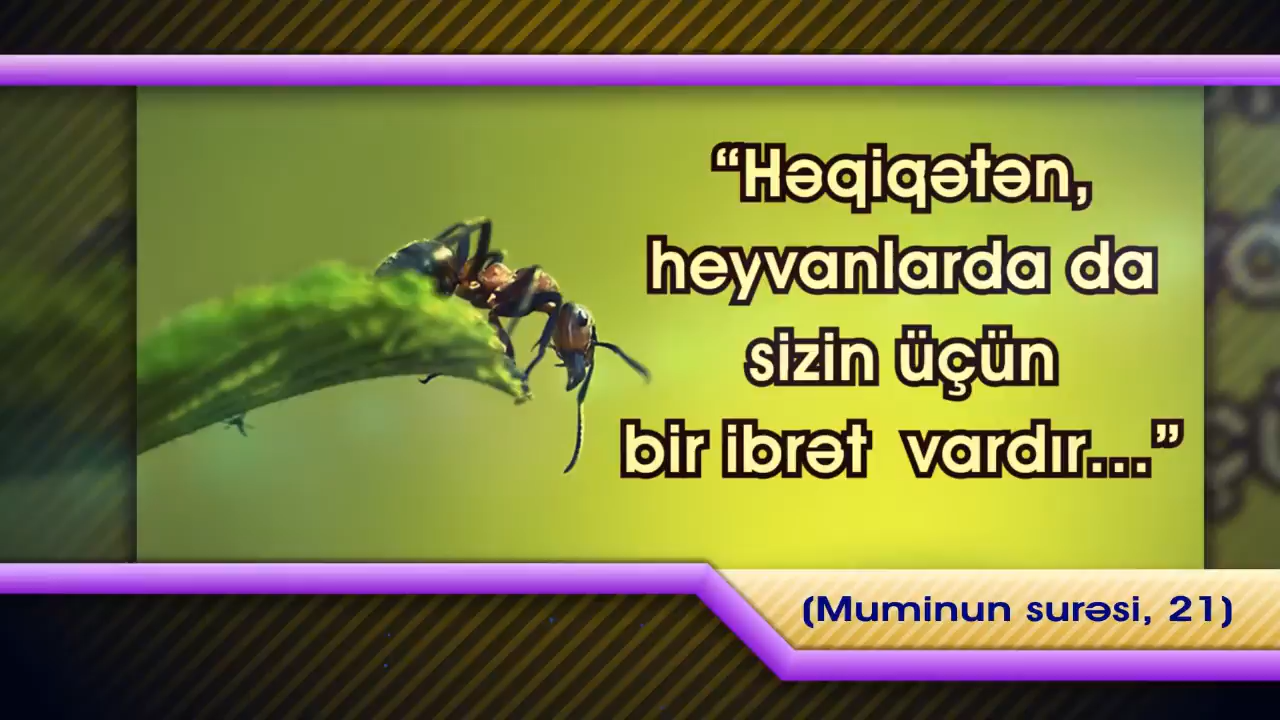 “Həqiqətən,
heyvanlarda da
sizin üçün
bir ibrət vardır...”
(Muminun surəsi, 21)